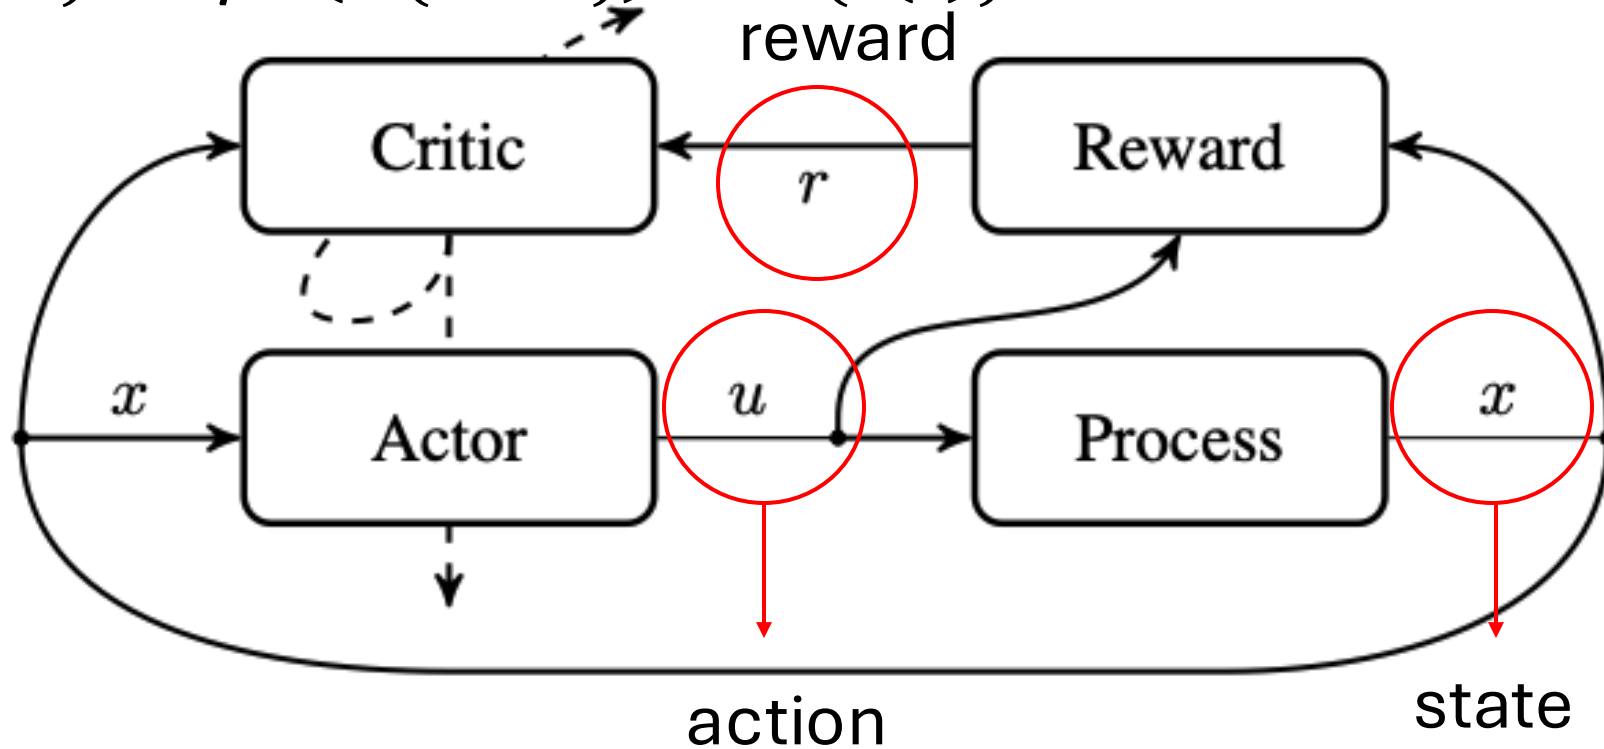 reward
Critic
r
Reward
x
Actor
u
Process
x
action
state